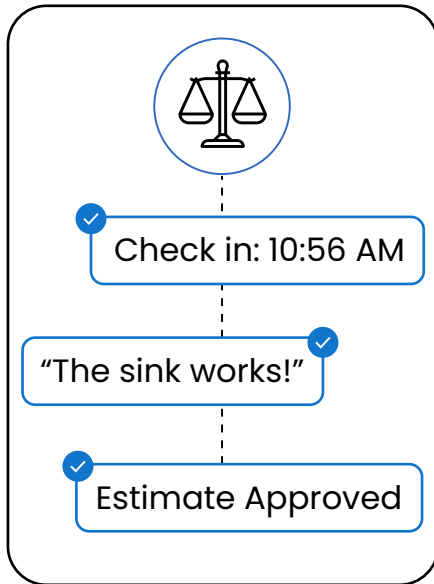 Check in: 10:56 AM
“The sink works!”
Estimate Approved